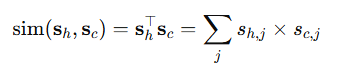 sim(s_h, s_c) = s_h^⊤ s_c = ∑_j s_{h,j} × s_{c,j}